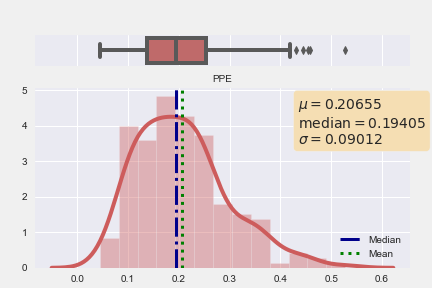 PPE
μ = 0.20655
median = 0.19405
σ = 0.09012
5
4
3
2
1
0
Median
Mean
0.0 0.1 0.2 0.3 0.4 0.5 0.6